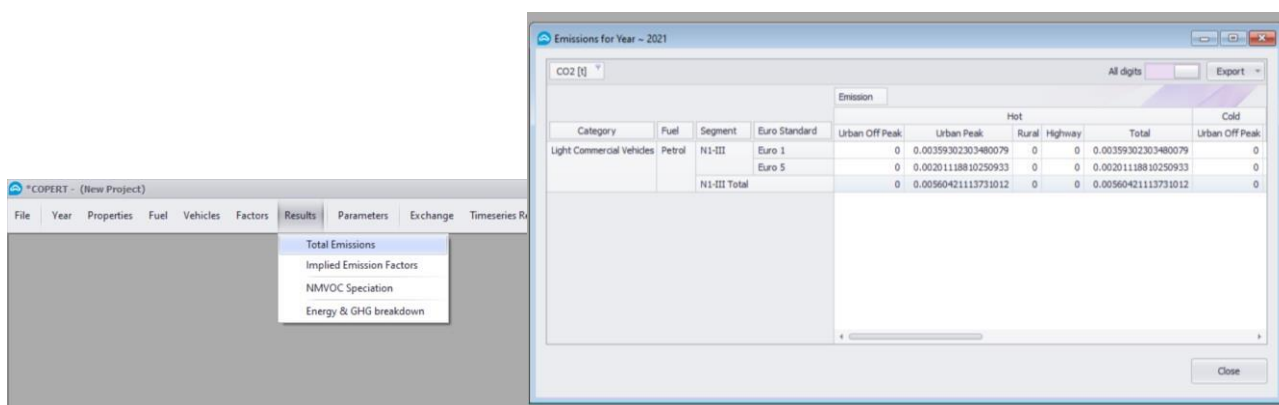 *COPERT - (New Project)
File Year Properties Fuel Vehicles Factors Results Parameters Exchange Timeseries Re
Total Emissions
Implied Emission Factors
NMVOC Speciation
Energy & GHG breakdown
Emissions for Year ~ 2021
CO2 [t] All digits Export
Emission
Hot Cold
Category Fuel Segment Euro Standard Urban Off Peak Urban Peak Rural Highway Total Urban Off Peak
Light Commercial Vehicles Petrol N1-III Euro 1 0 0.00359302303480079 0 0 0.00359302303480079 0
Euro 5 0 0.00201118810250933 0 0 0.00201118810250933 0
N1-III Total 0 0.00560421113731012 0 0 0.00560421113731012 0
Close